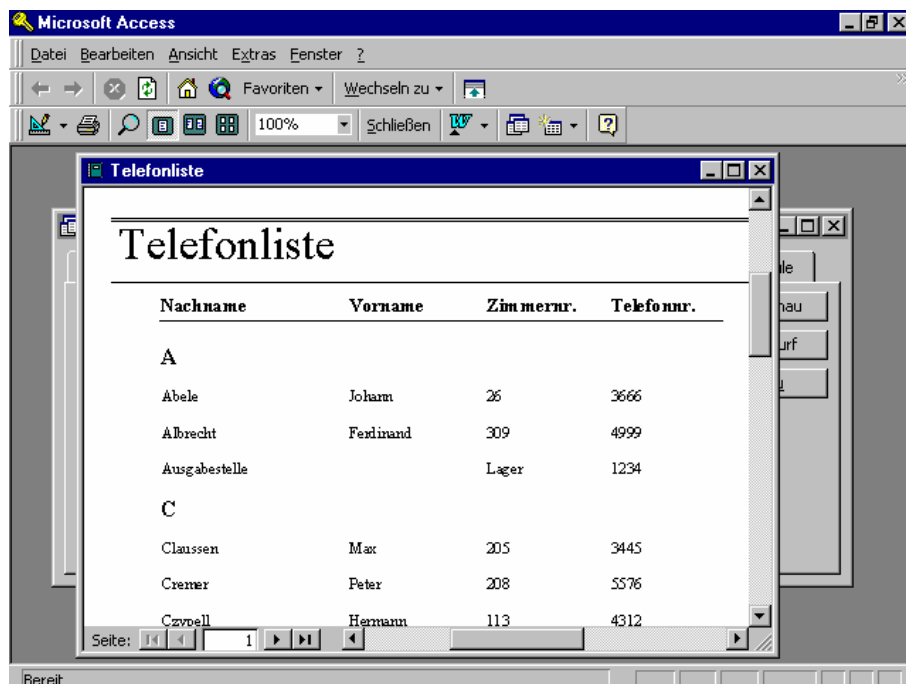 Microsoft Access
Datei Bearbeiten Ansicht Extras Fenster ?
Favoriten Wechseln zu
100% Schließen
Telefonliste
Telefonliste
Nachname Vorname Zimmernr. Telefonnr.
A
Abele Johann 26 3666
Albrecht Ferdinand 309 4999
Ausgabestelle Lager 1234
C
Claussen Max 205 3445
Cremer Peter 208 5576
Czypell Hermann 113 4312
Seite: 1
Bereit